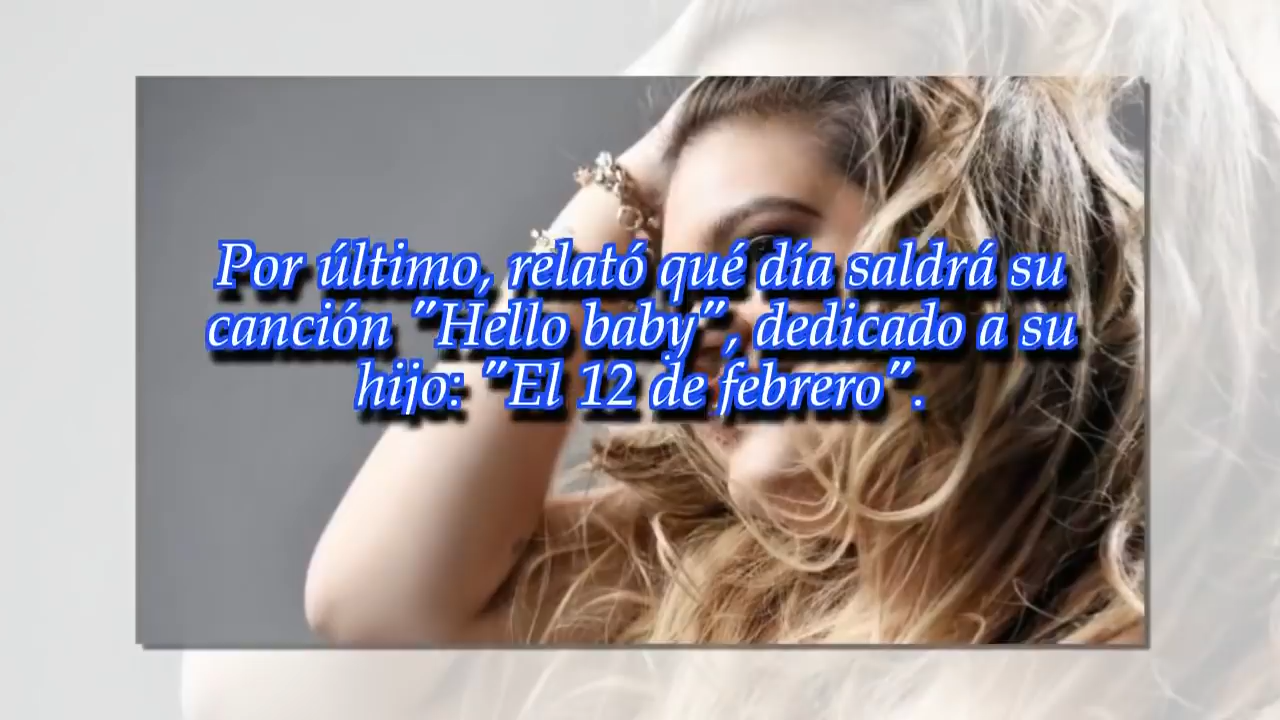 Por último, relató qué día saldrá su
canción "Hello baby", dedicado a su
hijo: "El 12 de febrero".